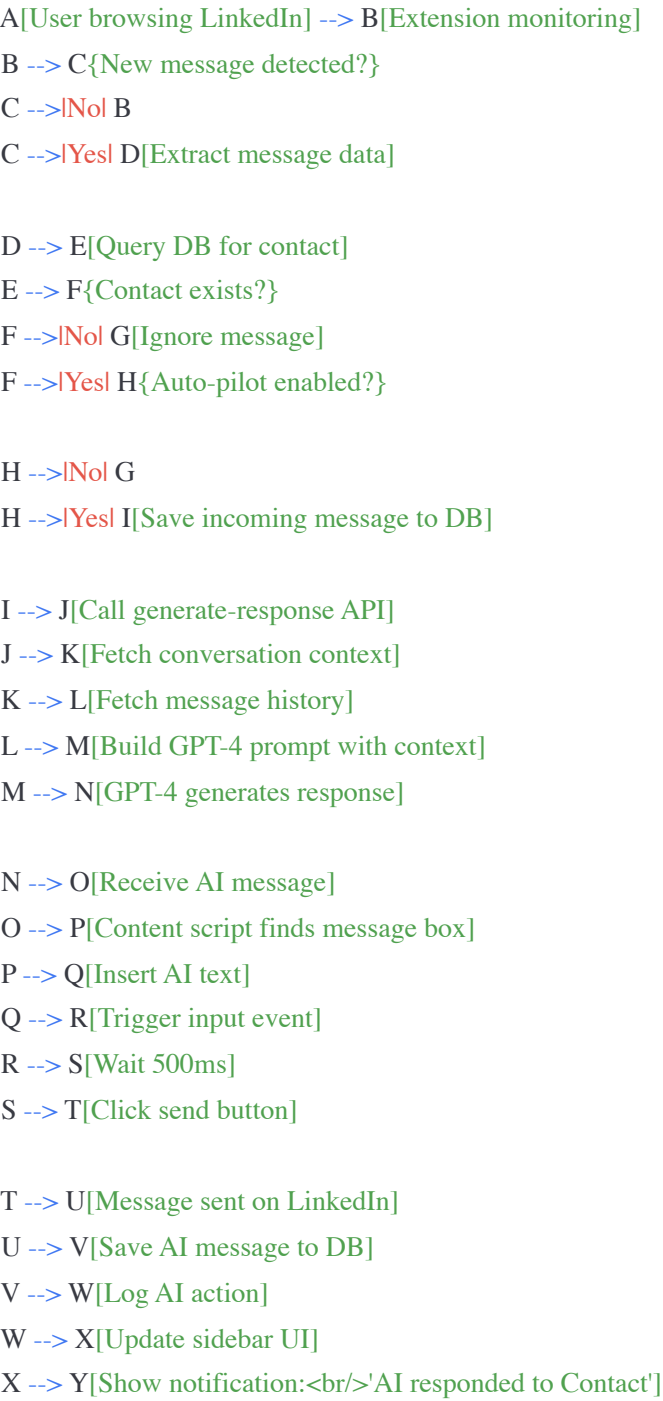 A[User browsing LinkedIn] --> B[Extension monitoring]
B --> C{New message detected?}
C -->|No| B
C -->|Yes| D[Extract message data]
D --> E[Query DB for contact]
E --> F{Contact exists?}
F -->|No| G[Ignore message]
F -->|Yes| H{Auto-pilot enabled?}
H -->|No| G
H -->|Yes| I[Save incoming message to DB]
I --> J[Call generate-response API]
J --> K[Fetch conversation context]
K --> L[Fetch message history]
L --> M[Build GPT-4 prompt with context]
M --> N[GPT-4 generates response]
N --> O[Receive AI message]
O --> P[Content script finds message box]
P --> Q[Insert AI text]
Q --> R[Trigger input event]
R --> S[Wait 500ms]
S --> T[Click send button]
T --> U[Message sent on LinkedIn]
U --> V[Save AI message to DB]
V --> W[Log AI action]
W --> X[Update sidebar UI]
X --> Y[Show notification:<br/>'AI responded to Contact']